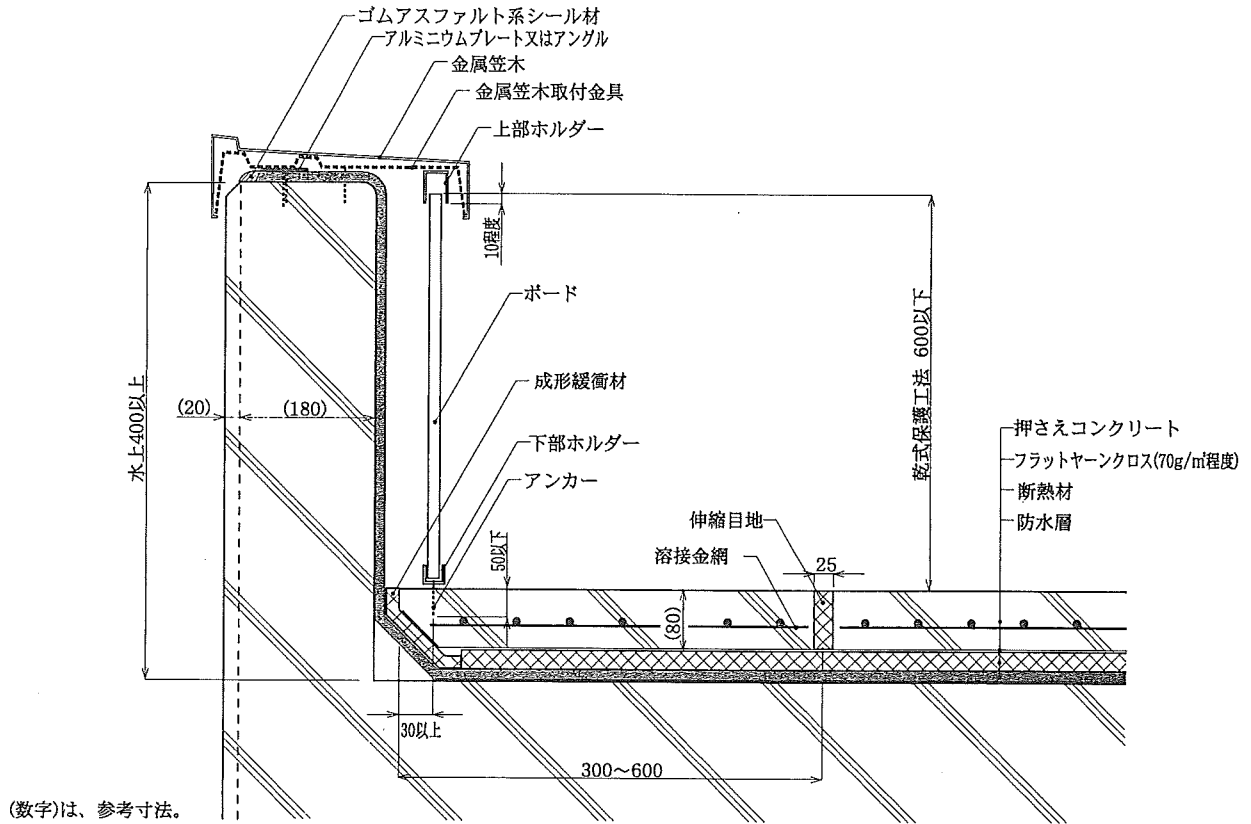 ゴムアスファルト系シール材
アルミニウムプレート又はアングル
金属笠木
金属笠木取付金具
上部ホルダー
10程度
ボード
乾式保護工法 600以下
水上400以上
(20)
(180)
成形緩衝材
下部ホルダー
アンカー
押さえコンクリート
フラットヤーンクロス(70g/㎡程度)
断熱材
防水層
伸縮目地
溶接金網
25
50以下
(80)
30以上
300～600
(数字)は、参考寸法。